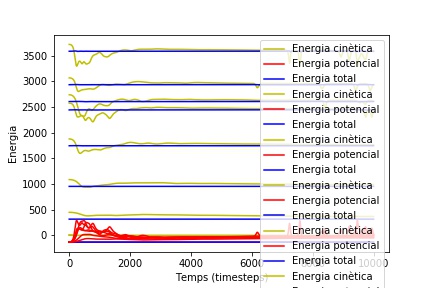 3500
3000
2500
2000
1500
1000
500
0
Energia
0
2000
4000
6000
Temps (timesteps)
Energia cinètica
Energia potencial
Energia total
Energia cinètica
Energia potencial
Energia total
Energia cinètica
Energia potencial
Energia total
Energia cinètica
Energia potencial
Energia total
Energia cinètica
Energia potencial
Energia total
Energia cinètica